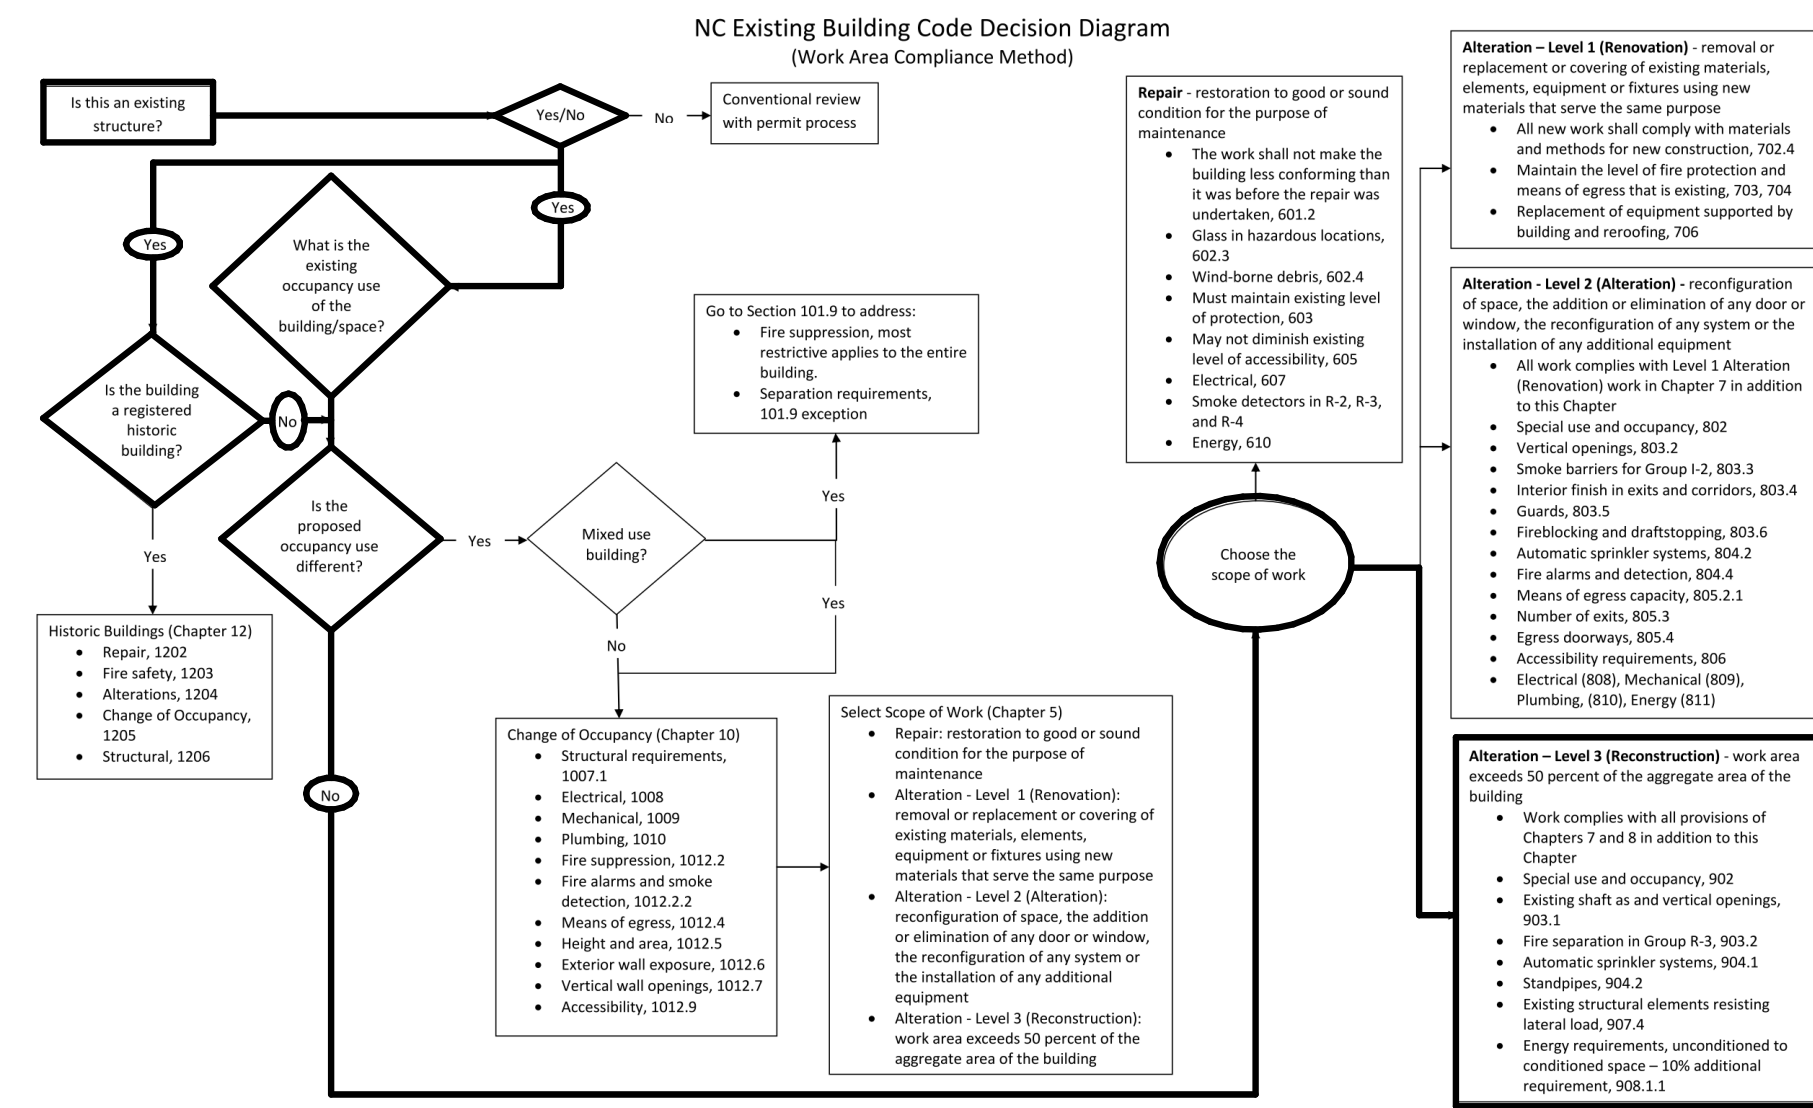 NC Existing Building Code Decision Diagram
(Work Area Compliance Method)
Is this an existing
structure?
Yes/No
No
Conventional review
with permit process
Yes
Yes
What is the
existing
occupancy use
of the
building/space?
Is the building
a registered
historic
building?
No
Yes
Historic Buildings (Chapter 12)
• Repair, 1202
• Fire safety, 1203
• Alterations, 1204
• Change of Occupancy,
1205
• Structural, 1206
Is the
proposed
occupancy use
different?
Yes
No
Mixed use
building?
Yes
Yes
No
Go to Section 101.9 to address:
• Fire suppression, most
restrictive applies to the entire
building.
• Separation requirements,
101.9 exception
Change of Occupancy (Chapter 10)
• Structural requirements,
1007.1
• Electrical, 1008
• Mechanical, 1009
• Plumbing, 1010
• Fire suppression, 1012.2
• Fire alarms and smoke
detection, 1012.2.2
• Means of egress, 1012.4
• Height and area, 1012.5
• Exterior wall exposure, 1012.6
• Vertical wall openings, 1012.7
• Accessibility, 1012.9
Select Scope of Work (Chapter 5)
• Repair: restoration to good or sound
condition for the purpose of
maintenance
• Alteration - Level 1 (Renovation):
removal or replacement or covering of
existing materials, elements,
equipment or fixtures using new
materials that serve the same purpose
• Alteration - Level 2 (Alteration):
reconfiguration of space, the addition
or elimination of any door or window,
the reconfiguration of any system or
the installation of any additional
equipment
• Alteration - Level 3 (Reconstruction):
work area exceeds 50 percent of the
aggregate area of the building
Choose the
scope of work
Repair - restoration to good or sound
condition for the purpose of
maintenance
• The work shall not make the
building less conforming than
it was before the repair was
undertaken, 601.2
• Glass in hazardous locations,
602.3
• Wind-borne debris, 602.4
• Must maintain existing level
of protection, 603
• May not diminish existing
level of accessibility, 605
• Electrical, 607
• Smoke detectors in R-2, R-3,
and R-4
• Energy, 610
Alteration – Level 1 (Renovation) - removal or
replacement or covering of existing materials,
elements, equipment or fixtures using new
materials that serve the same purpose
• All new work shall comply with materials
and methods for new construction, 702.4
• Maintain the level of fire protection and
means of egress that is existing, 703, 704
• Replacement of equipment supported by
building and reroofing, 706
Alteration - Level 2 (Alteration) - reconfiguration
of space, the addition or elimination of any door or
window, the reconfiguration of any system or the
installation of any additional equipment
• All work complies with Level 1 Alteration
(Renovation) work in Chapter 7 in addition
to this Chapter
• Special use and occupancy, 802
• Vertical openings, 803.2
• Smoke barriers for Group I-2, 803.3
• Interior finish in exits and corridors, 803.4
• Guards, 803.5
• Fireblocking and draftstopping, 803.6
• Automatic sprinkler systems, 804.2
• Fire alarms and detection, 804.4
• Means of egress capacity, 805.2.1
• Number of exits, 805.3
• Egress doorways, 805.4
• Accessibility requirements, 806
• Electrical (808), Mechanical (809),
Plumbing, (810), Energy (811)
Alteration – Level 3 (Reconstruction) - work area
exceeds 50 percent of the aggregate area of the
building
• Work complies with all provisions of
Chapters 7 and 8 in addition to this
Chapter
• Special use and occupancy, 902
• Existing shaft as and vertical openings,
903.1
• Fire separation in Group R-3, 903.2
• Automatic sprinkler systems, 904.1
• Standpipes, 904.2
• Existing structural elements resisting
lateral load, 907.4
• Energy requirements, unconditioned to
conditioned space – 10% additional
requirement, 908.1.1